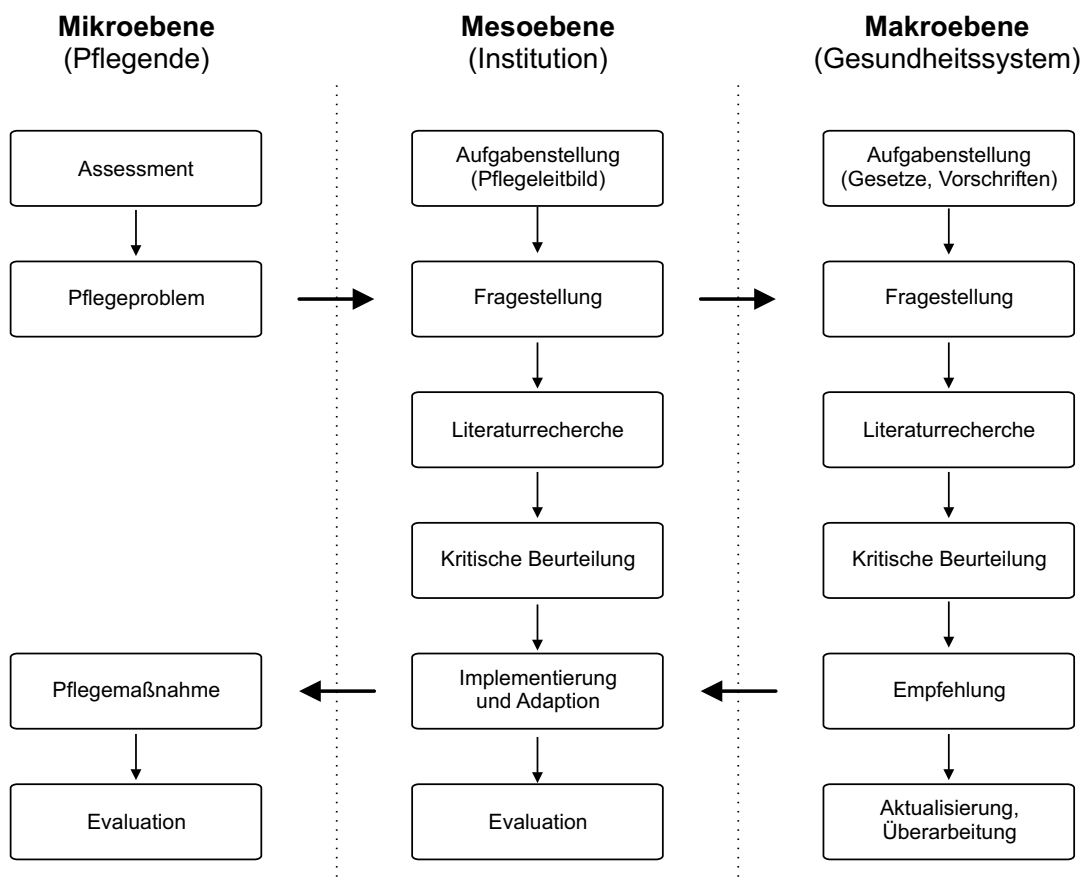 Mikroebene
(Pflegende)
Mesoebene
(Institution)
Makroebene
(Gesundheitssystem)
Assessment
Aufgabenstellung
(Pflegeleitbild)
Aufgabenstellung
(Gesetze, Vorschriften)
Pflegeproblem
Fragestellung
Fragestellung
Literaturrecherche
Literaturrecherche
Kritische Beurteilung
Kritische Beurteilung
Pflegemaßnahme
Implementierung
und Adaption
Empfehlung
Evaluation
Evaluation
Aktualisierung,
Überarbeitung